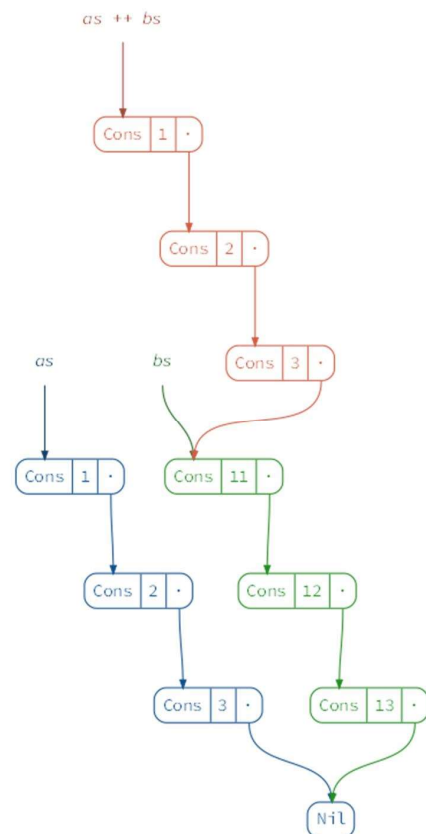 as ++ bs
Cons 1 ·
Cons 2 ·
Cons 3 ·
as bs
Cons 1 · Cons 11 ·
Cons 2 · Cons 12 ·
Cons 3 · Cons 13 ·
Nil